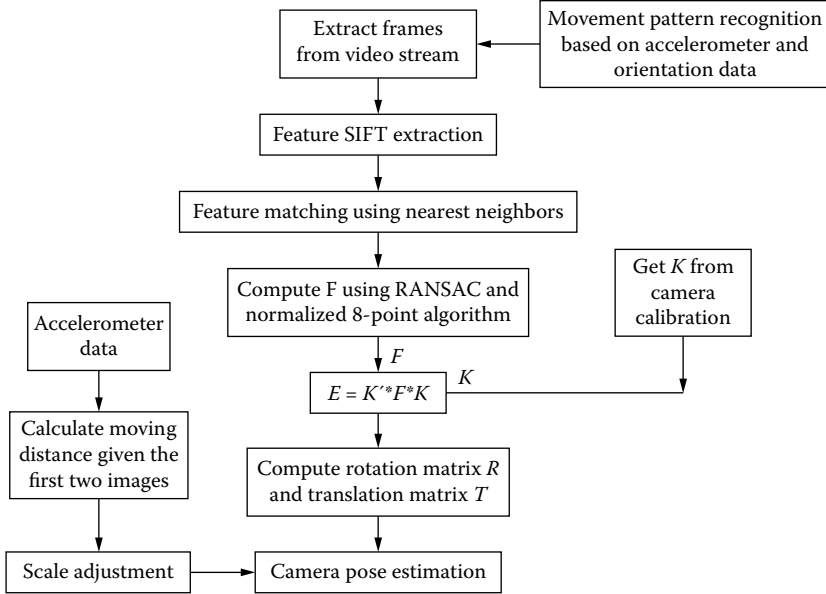 Extract frames
from video stream
Movement pattern recognition
based on accelerometer and
orientation data
Feature SIFT extraction
Feature matching using nearest neighbors
Compute F using RANSAC and
normalized 8-point algorithm
Get K from
camera
calibration
Accelerometer
data
F
K
E = K´*F*K
Calculate moving
distance given the
first two images
Compute rotation matrix R
and translation matrix T
Scale adjustment
Camera pose estimation